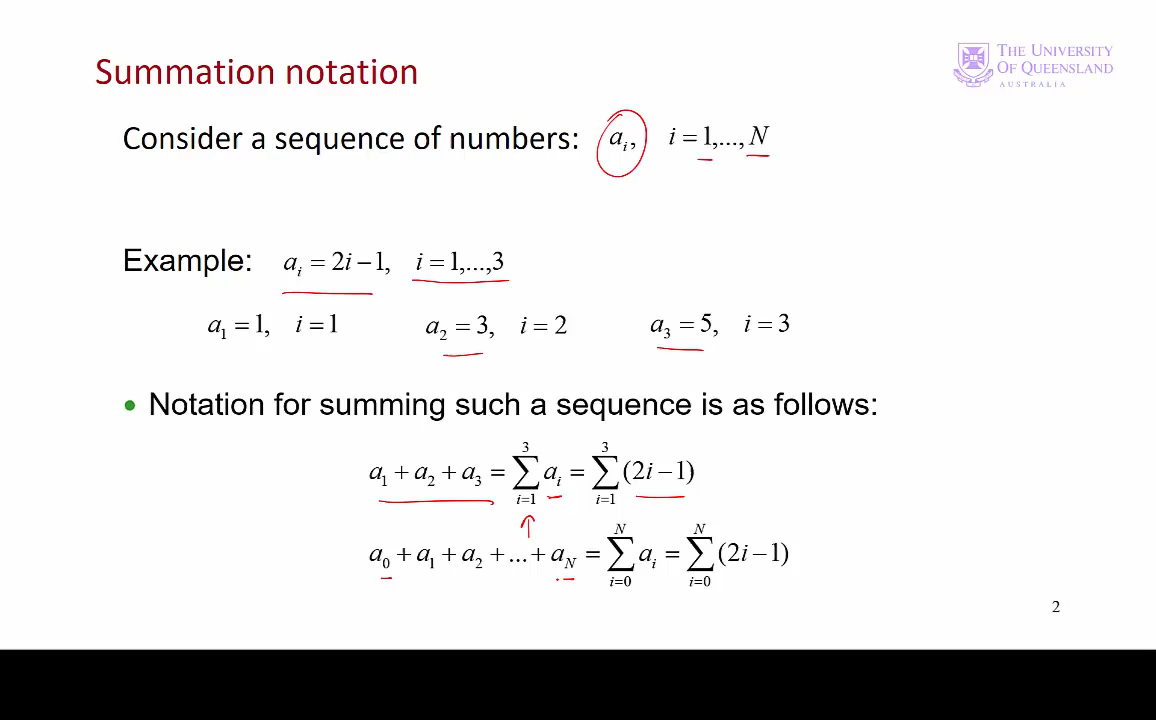 Summation notation
THE UNIVERSITY
OF QUEENSLAND
AUSTRALIA
Consider a sequence of numbers: a_i, i = 1,..., N
Example: a_i = 2i − 1, i = 1,...,3
a_1 = 1, i = 1 a_2 = 3, i = 2 a_3 = 5, i = 3
• Notation for summing such a sequence is as follows:
a_1 + a_2 + a_3 = ∑_{i=1}^{3} a_i = ∑_{i=1}^{3} (2i − 1)
a_0 + a_1 + a_2 + ... + a_N = ∑_{i=0}^{N} a_i = ∑_{i=0}^{N} (2i − 1)
2